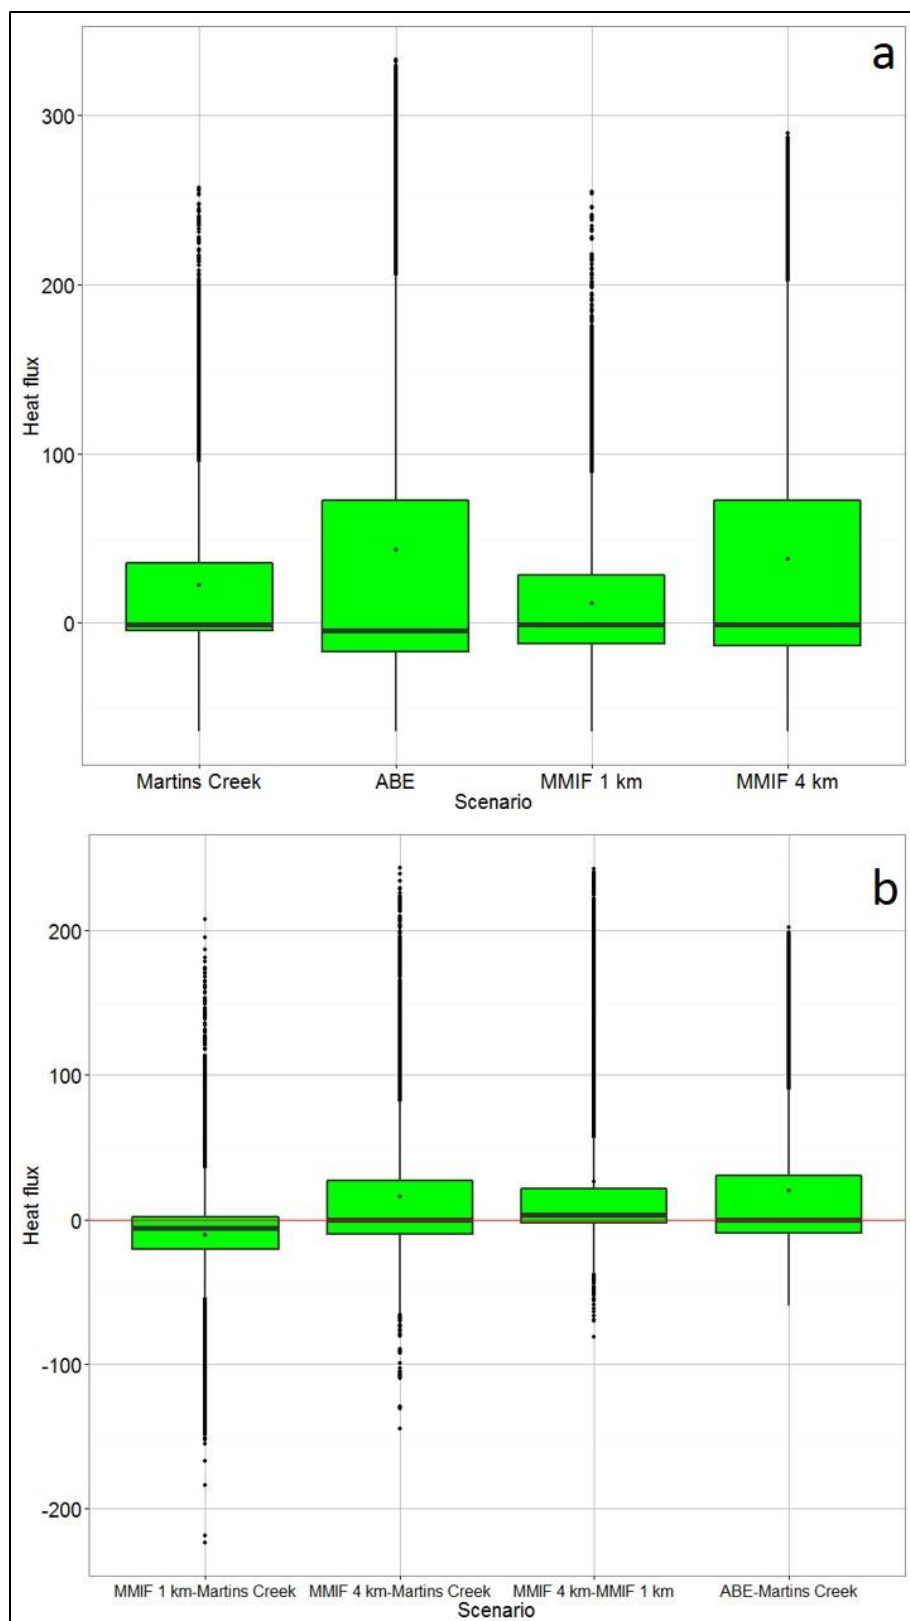 a
300
200
100
0
Heat flux
Martins Creek ABE MMIF 1 km MMIF 4 km
Scenario
b
200
100
0
-100
-200
Heat flux
MMIF 1 km-Martins Creek MMIF 4 km-Martins Creek MMIF 4 km-MMIF 1 km ABE-Martins Creek
Scenario